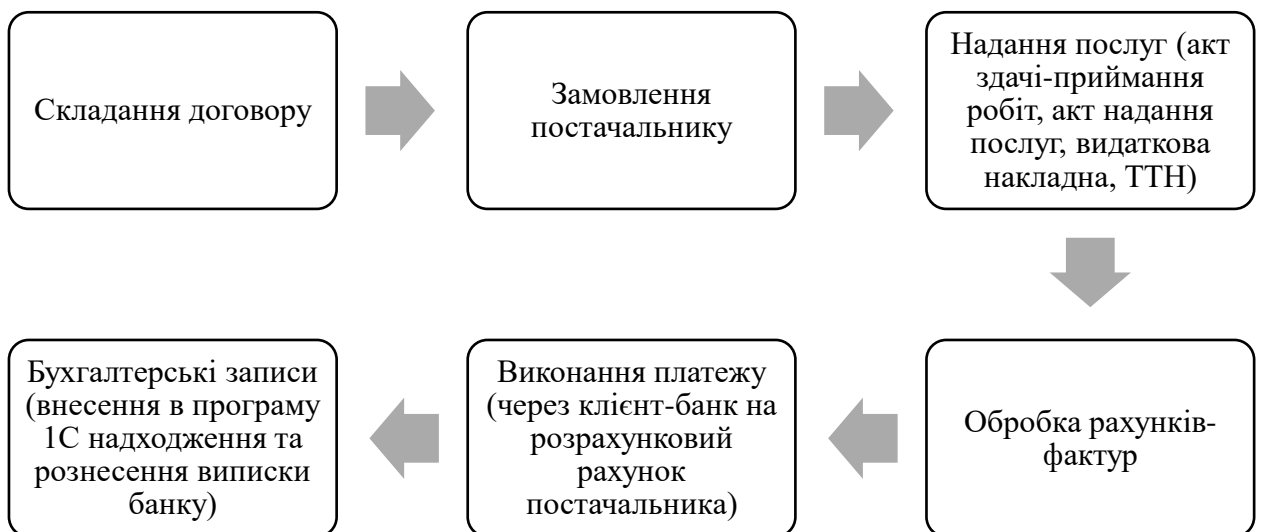 Складання договору
Замовлення
постачальнику
Надання послуг (акт
здачі-приймання
робіт, акт надання
послуг, видаткова
накладна, ТТН)
Обробка рахунків-
фактур
Виконання платежу
(через клієнт-банк на
розрахунковий
рахунок
постачальника)
Бухгалтерські записи
(внесення в програму
1С надходження та
рознесення виписки
банку)